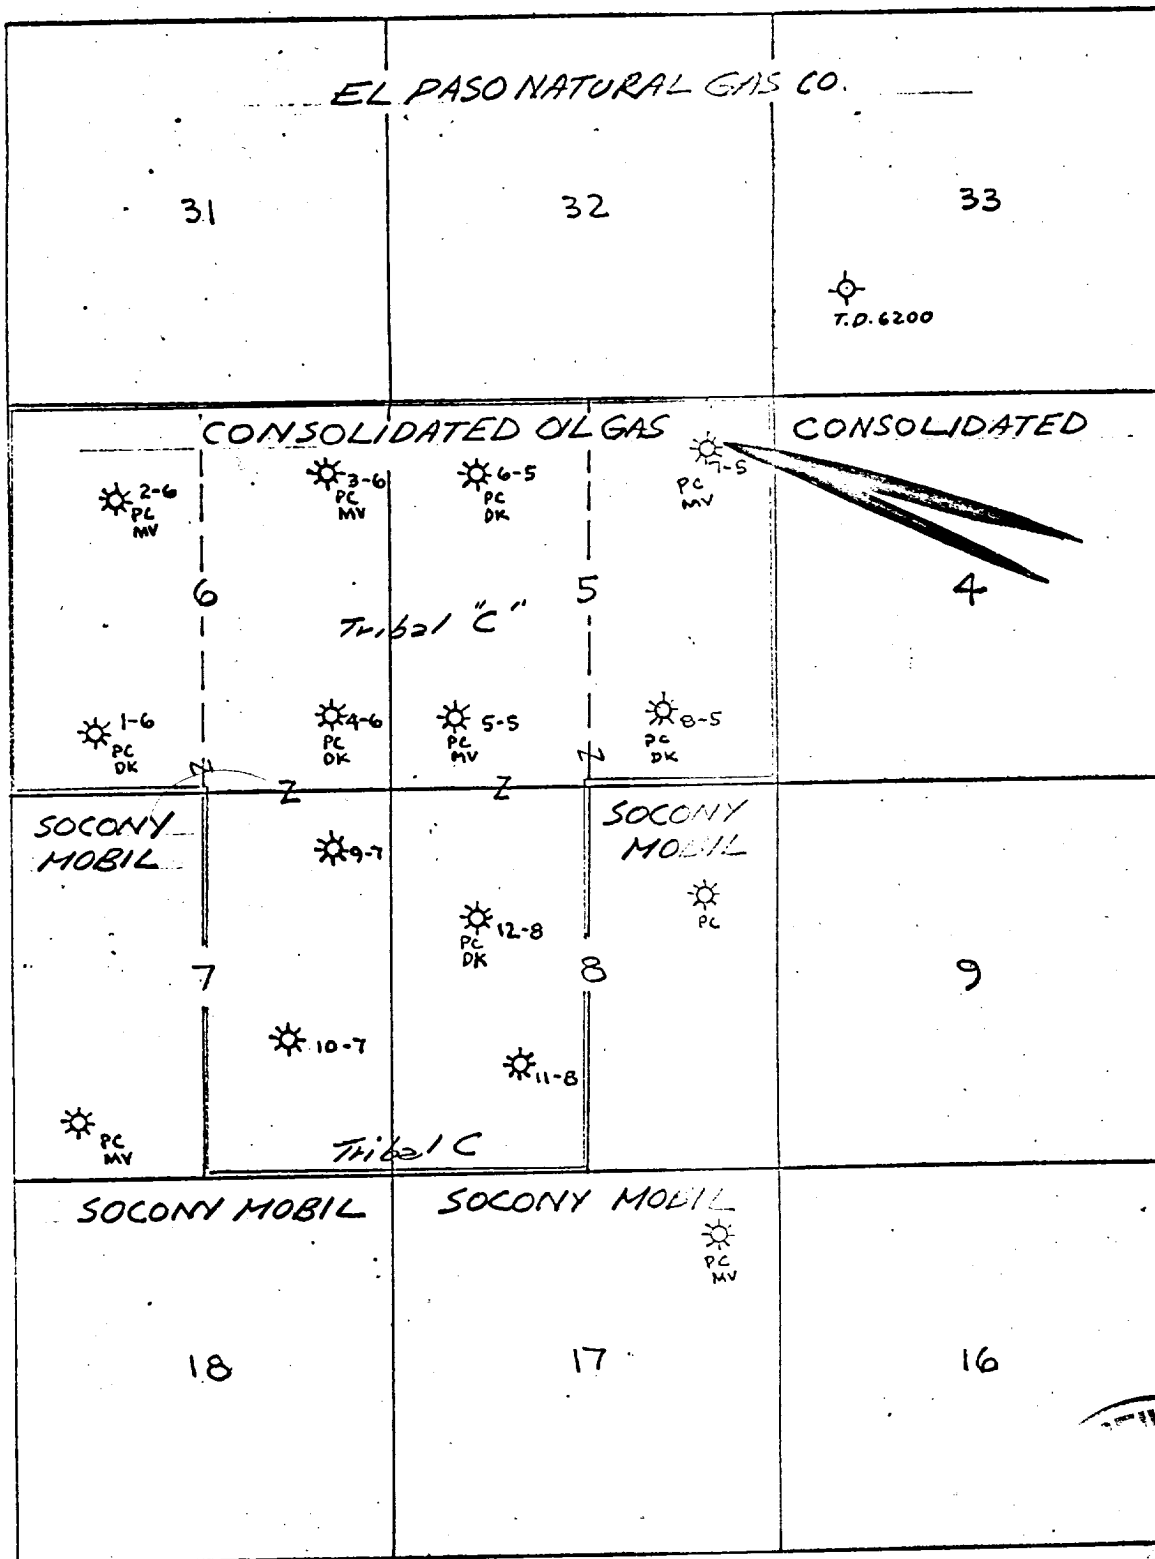 EL PASO NATURAL GAS CO.
31
32
33
T.D. 6200
CONSOLIDATED OIL GAS
CONSOLIDATED
2-6
PC
MV
3-6
PC
MV
6-5
PC
DK
7-5
PC
MV
6
5
4
Tribal "C"
1-6
PC
DK
4-6
PC
DK
5-5
PC
MV
8-5
PC
DK
Z
Z
Z
Z
SOCONY
MOBIL
SOCONY
MOBIL
9-7
12-8
PC
DK
PC
7
8
9
10-7
11-8
PC
MV
Tribal C
SOCONY MOBIL
SOCONY MOBIL
PC
MV
18
17
16